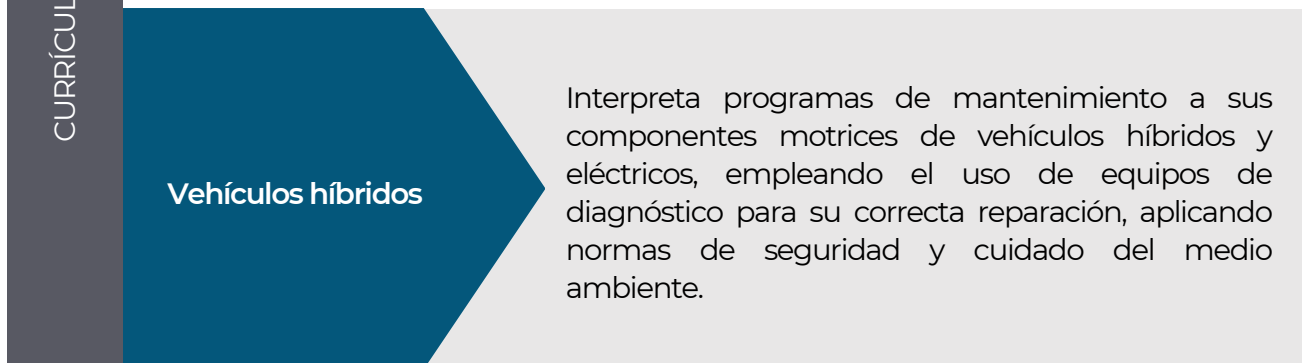 CURRÍCUL
Vehículos híbridos
Interpreta programas de mantenimiento a sus
componentes motrices de vehículos híbridos y
eléctricos, empleando el uso de equipos de
diagnóstico para su correcta reparación, aplicando
normas de seguridad y cuidado del medio
ambiente.